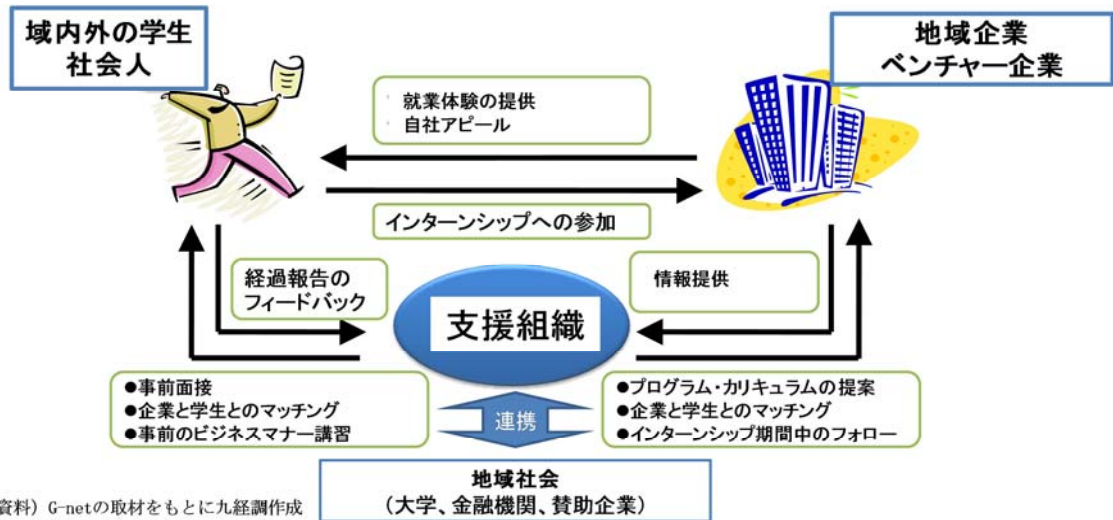 域内外の学生
社会人
地域企業
ベンチャー企業
就業体験の提供
自社アピール
インターンシップへの参加
経過報告の
フィードバック
情報提供
支援組織
●事前面接
●企業と学生とのマッチング
●事前のビジネスマナー講習
●プログラム・カリキュラムの提案
●企業と学生とのマッチング
●インターンシップ期間中のフォロー
連携
地域社会
（大学、金融機関、賛助企業）
資料）G-netの取材をもとに九経調作成